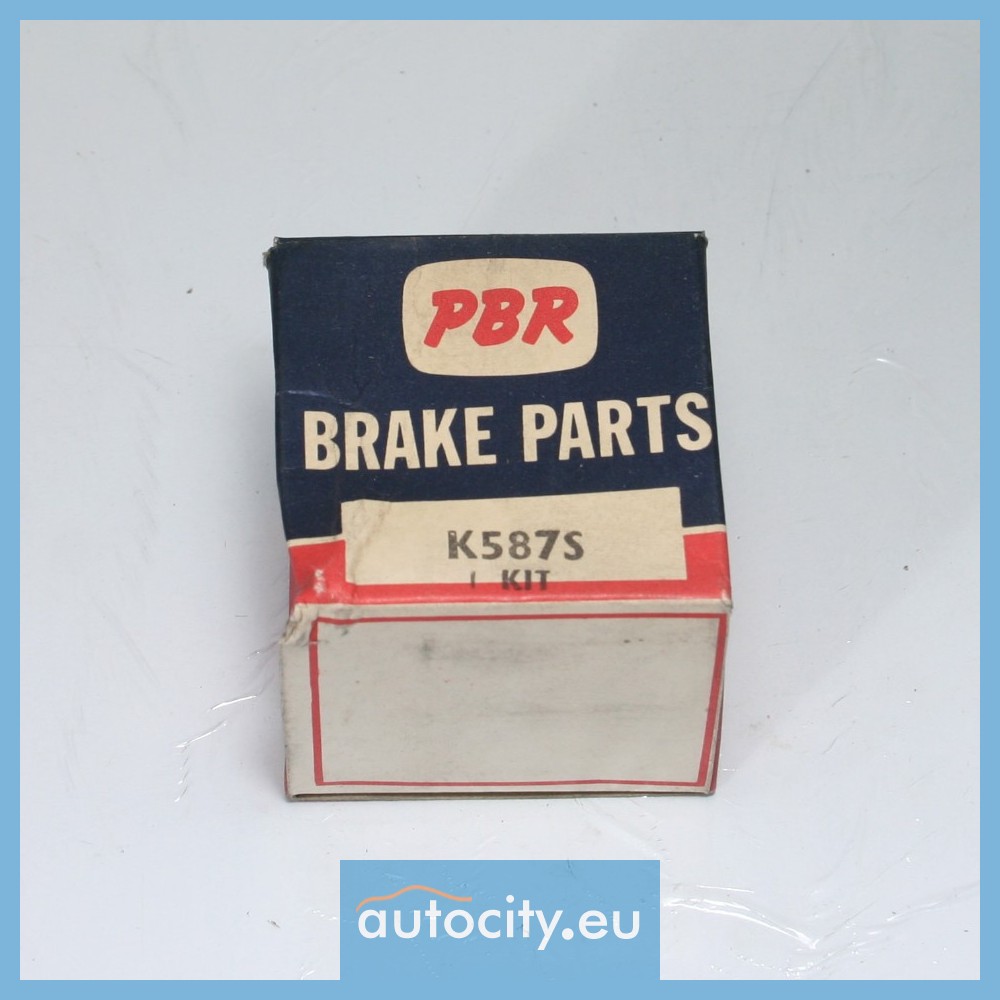 PBR
BRAKE PARTS
K587S
1 KIT
autocity.eu